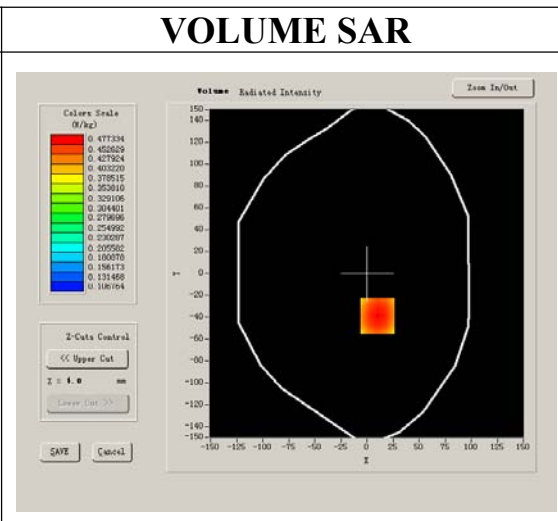 VOLUME SAR
Volume Radiated Intensity
Zoom In/Out
Colors Scale
(W/kg)
0.477334
0.452629
0.427924
0.403220
0.378515
0.353810
0.329106
0.304401
0.279696
0.254992
0.230287
0.205582
0.180878
0.156173
0.131468
0.106764
150
140
120
100
80
60
40
20
0
-20
-40
-60
-80
-100
-120
-140
-150
Y
-150 -125 -100 -75 -50 -25 0 25 50 75 100 125 150
X
Z-Cuts Control
<< Upper Cut
Z = 4.0 mm
Lower Cut >>
SAVE Cancel